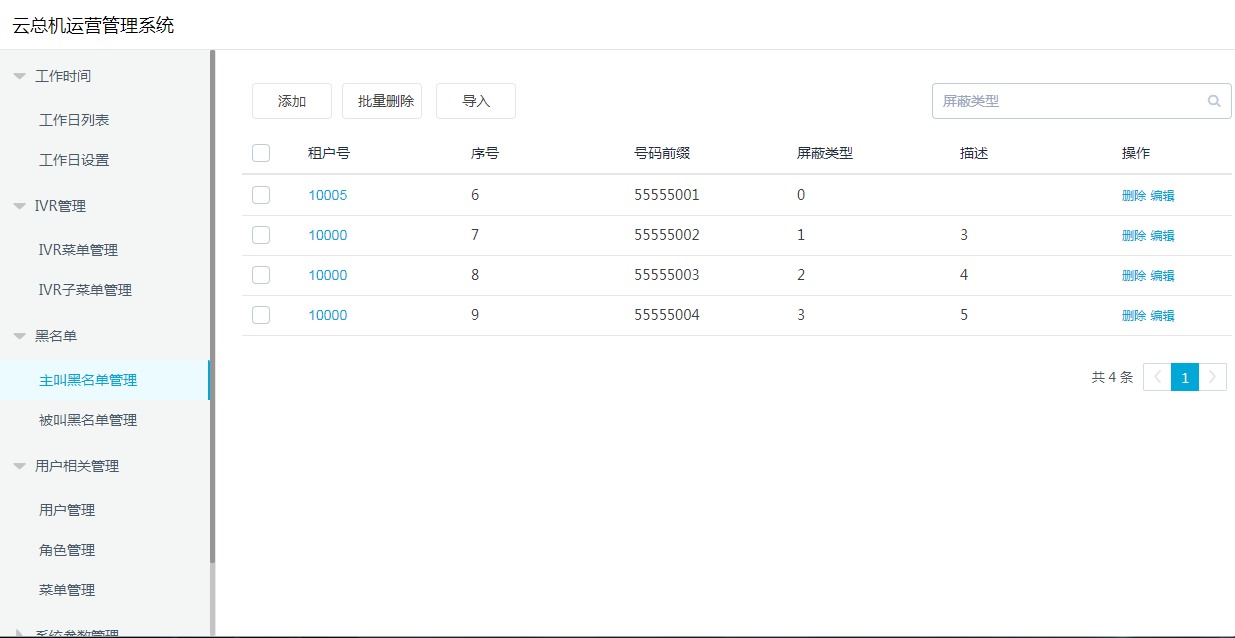 云总机运营管理系统
工作时间
工作日列表
工作日设置
IVR管理
IVR菜单管理
IVR子菜单管理
黑名单
主叫黑名单管理
被叫黑名单管理
用户相关管理
用户管理
角色管理
菜单管理
系统参数管理
添加 批量删除 导入 屏蔽类型
租户号 序号 号码前缀 屏蔽类型 描述 操作
10005 6 55555001 0 删除 编辑
10000 7 55555002 1 3 删除 编辑
10000 8 55555003 2 4 删除 编辑
10000 9 55555004 3 5 删除 编辑
共 4 条 1